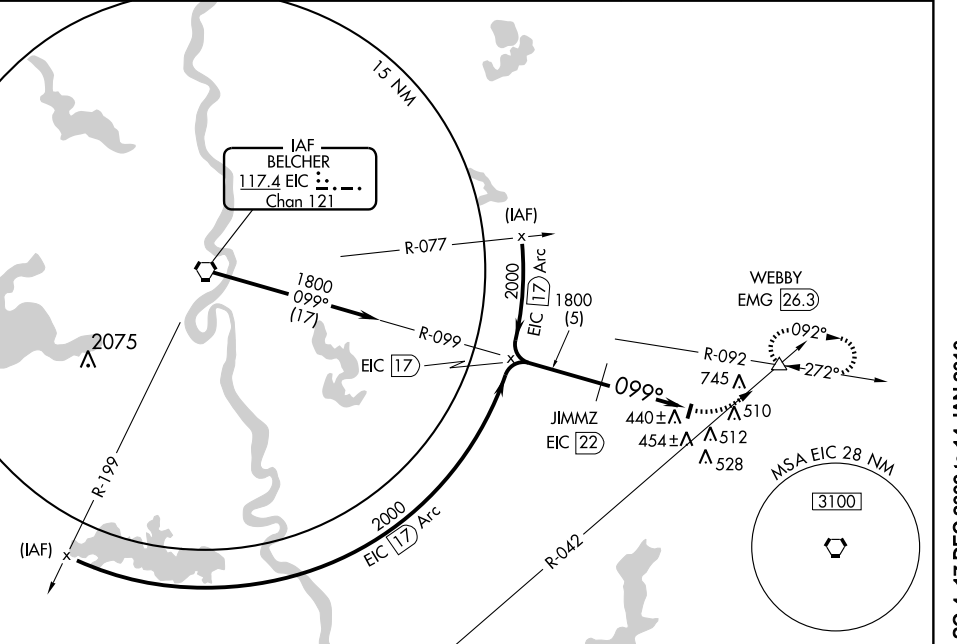 15 NM
IAF
BELCHER
117.4 EIC
Chan 121
(IAF)
R-077
2000
EIC 17 Arc
1800
099°
(17)
1800
(5)
WEBBY
EMG 26.3
092°
R-099
R-092
272°
2075
EIC 17
745
099°
JIMMZ
EIC 22
440±
510
454±
512
528
MSA EIC 28 NM
3100
R-199
2000
EIC 17 Arc
(IAF)
R-042